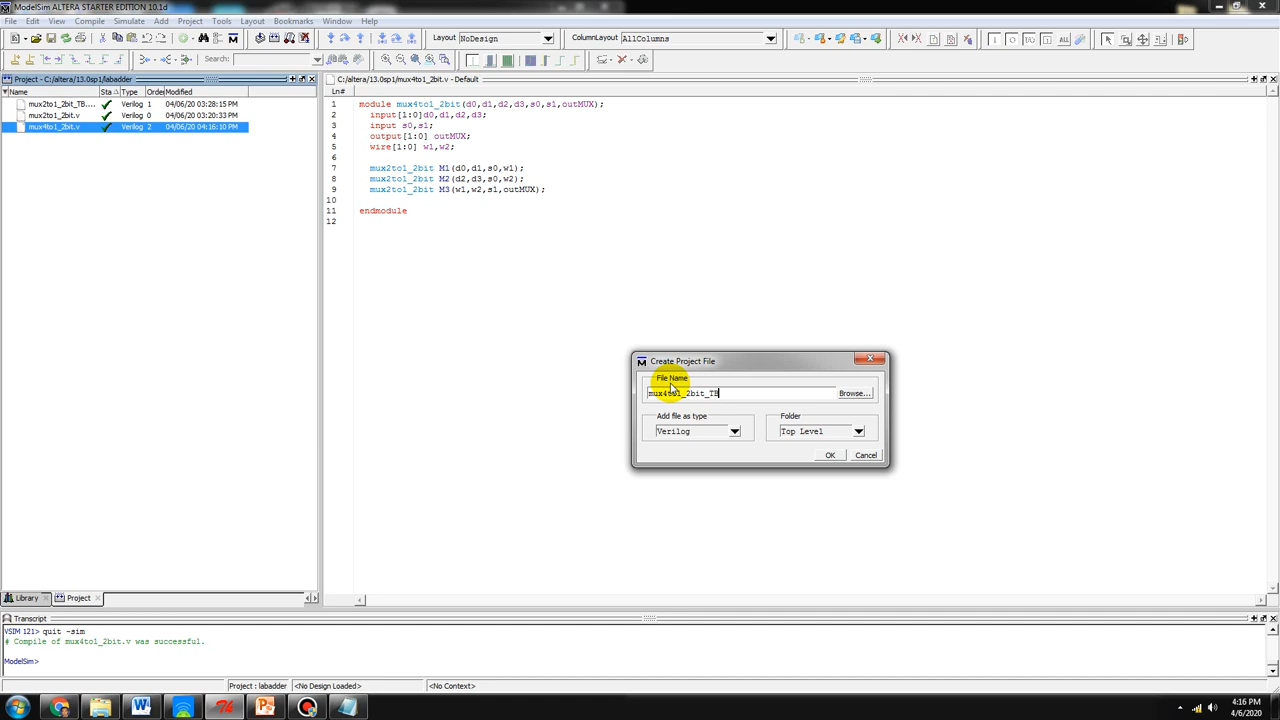 ModelSim ALTERA STARTER EDITION 10.1d
File Edit View Compile Simulate Add Project Tools Layout Bookmarks Window Help
Layout NoDesign ColumnLayout AllColumns
Search:
Project - C:/altera/13.0sp1/labadder
Name Sta Type Order Modified
mux2to1_2bit_TB.... Verilog 1 04/06/20 03:28:15 PM
mux2to1_2bit.v Verilog 0 04/06/20 03:20:33 PM
mux4to1_2bit.v Verilog 2 04/06/20 04:16:10 PM
C:/altera/13.0sp1/mux4to1_2bit.v - Default
Ln#
1 module mux4to1_2bit(d0,d1,d2,d3,s0,s1,outMUX);
2 input[1:0]d0,d1,d2,d3;
3 input s0,s1;
4 output[1:0] outMUX;
5 wire[1:0] w1,w2;
6
7 mux2to1_2bit M1(d0,d1,s0,w1);
8 mux2to1_2bit M2(d2,d3,s0,w2);
9 mux2to1_2bit M3(w1,w2,s1,outMUX);
10
11 endmodule
12
Create Project File
File Name
mux4to1_2bit_TB
Browse...
Add file as type
Verilog
Folder
Top Level
OK Cancel
Library Project
Transcript
VSIM 121> quit -sim
# Compile of mux4to1_2bit.v was successful.
ModelSim>
Project : labadder <No Design Loaded> <No Context>
4:16 PM
4/6/2020